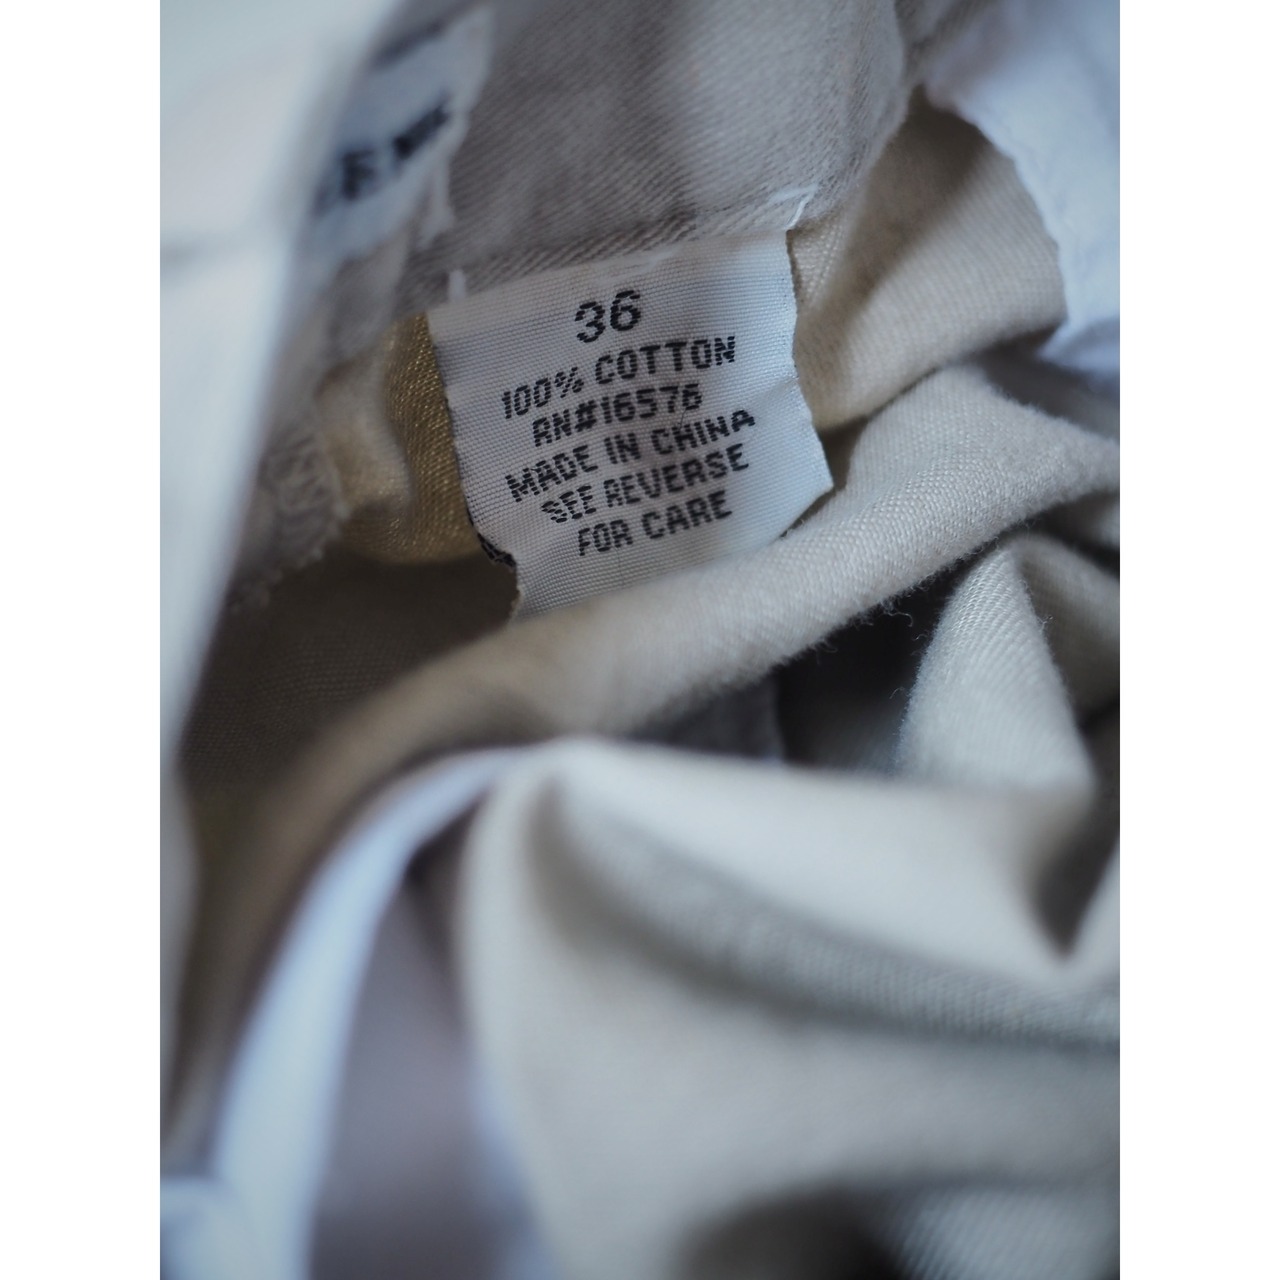 36
100% COTTON
RN#16576
MADE IN CHINA
SEE REVERSE
FOR CARE